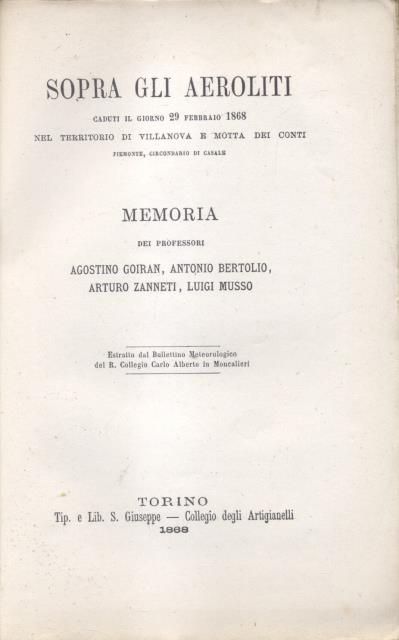 SOPRA GLI AEROLITI
CADUTI IL GIORNO 29 FEBBRAIO 1868
NEL TERRITORIO DI VILLANOVA E MOTTA DEI CONTI
PIEMONTE, CIRCONDARIO DI CASALE
MEMORIA
DEI PROFESSORI
AGOSTINO GOIRAN, ANTONIO BERTOLIO,
ARTURO ZANNETI, LUIGI MUSSO
Estratto dal Bullettino Meteorologico
del R. Collegio Carlo Alberto in Moncalieri
TORINO
Tip. e Lib. S. Giuseppe — Collegio degli Artigianelli
1868